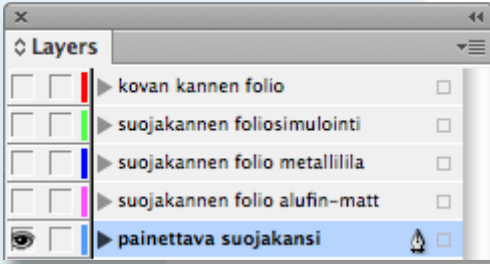 Layers
kovan kannen folio
suojakannen foliosimulointi
suojakannen folio metallilila
suojakannen folio alufin-matt
painettava suojakansi